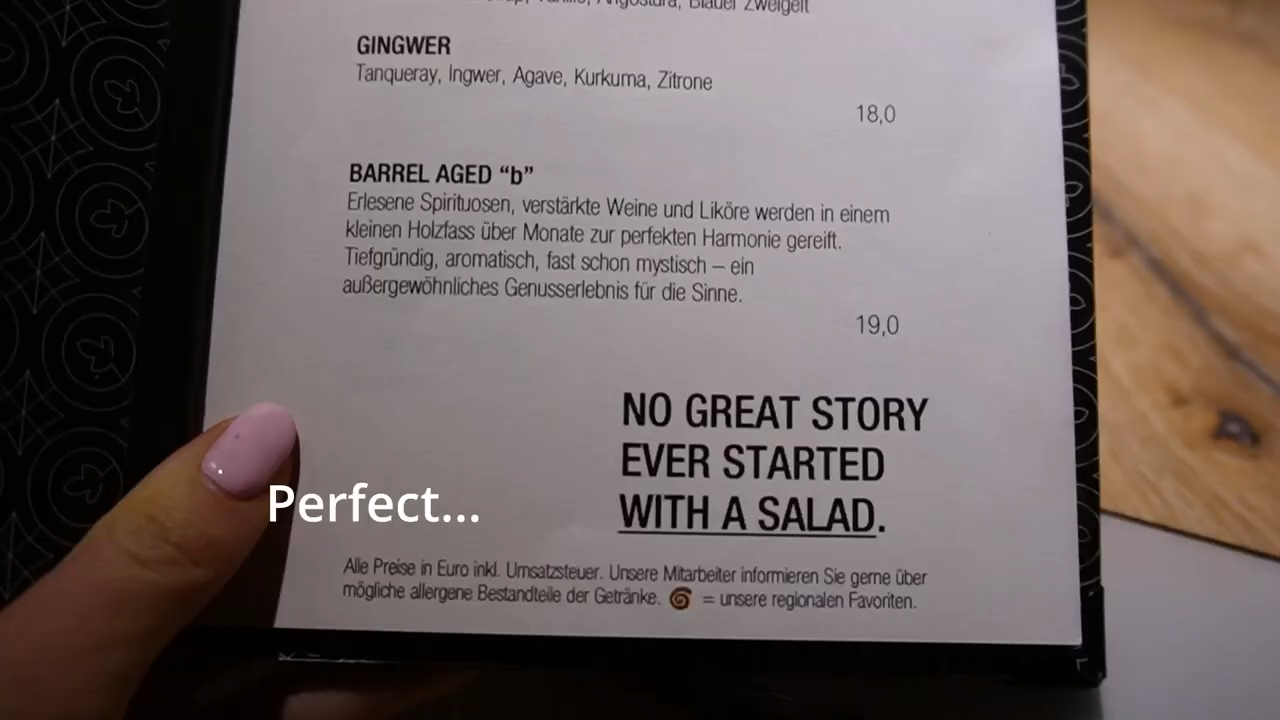 Angostura, Blauer Zweigelt
GINGWER
Tanqueray, Ingwer, Agave, Kurkuma, Zitrone
18,0
BARREL AGED “b”
Erlesene Spirituosen, verstärkte Weine und Liköre werden in einem
kleinen Holzfass über Monate zur perfekten Harmonie gereift.
Tiefgründig, aromatisch, fast schon mystisch – ein
außergewöhnliches Genusserlebnis für die Sinne.
19,0
NO GREAT STORY
EVER STARTED
WITH A SALAD.
Perfect...
Alle Preise in Euro inkl. Umsatzsteuer. Unsere Mitarbeiter informieren Sie gerne über
mögliche allergene Bestandteile der Getränke. = unsere regionalen Favoriten.